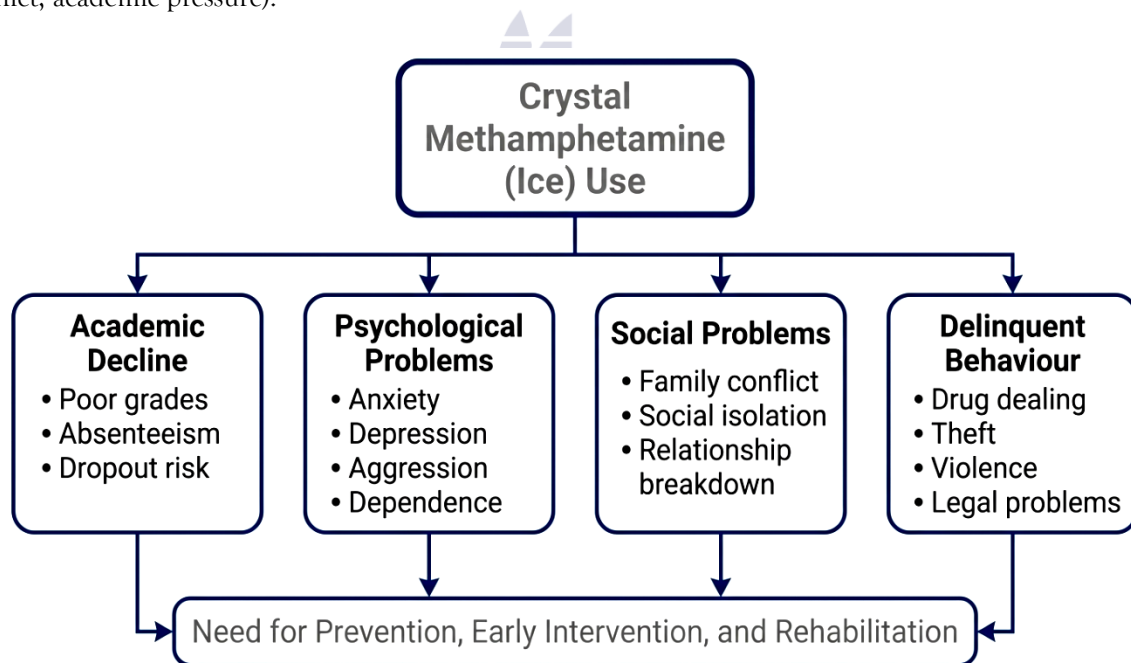 academic pressure).
Crystal
Methamphetamine
(Ice) Use
Academic
Decline
• Poor grades
• Absenteeism
• Dropout risk
Psychological
Problems
• Anxiety
• Depression
• Aggression
• Dependence
Social Problems
• Family conflict
• Social isolation
• Relationship
breakdown
Delinquent
Behaviour
• Drug dealing
• Theft
• Violence
• Legal problems
Need for Prevention, Early Intervention, and Rehabilitation